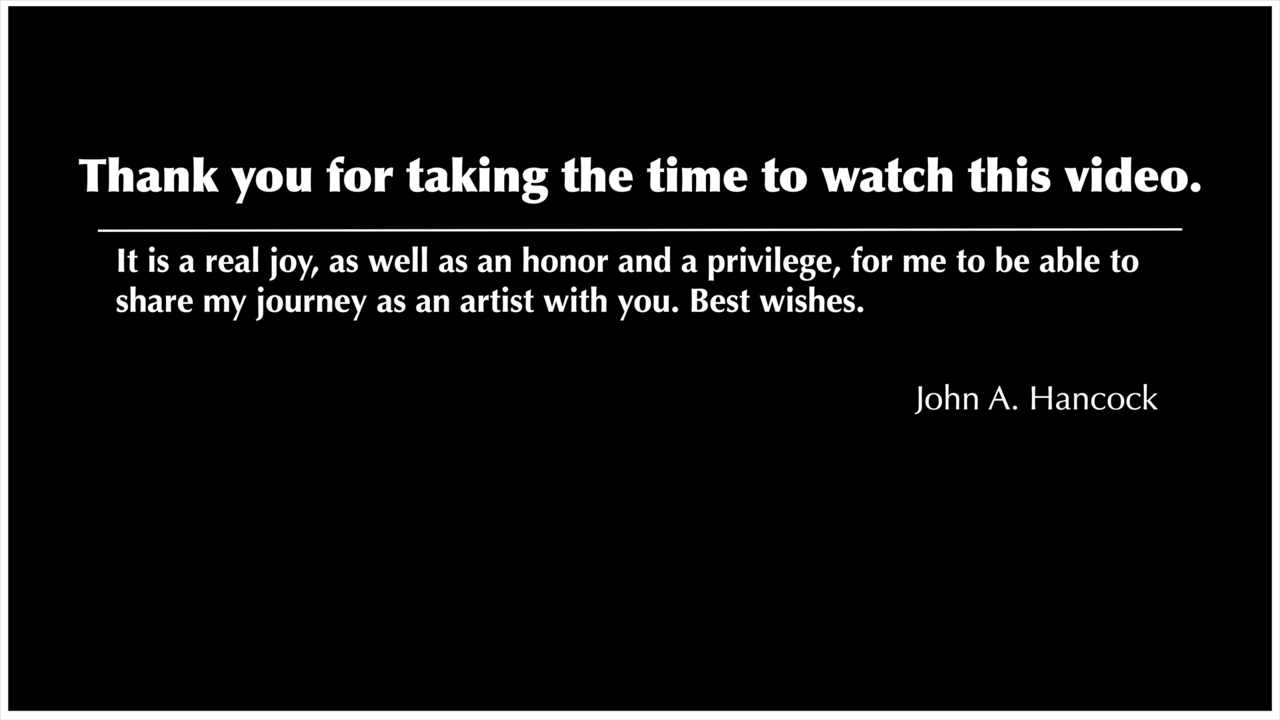 Thank you for taking the time to watch this video.
It is a real joy, as well as an honor and a privilege, for me to be able to
share my journey as an artist with you. Best wishes.
John A. Hancock